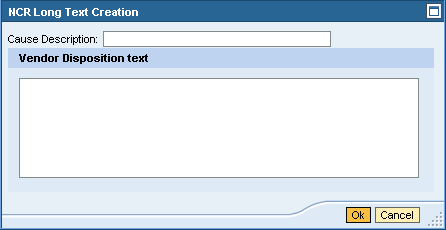 NCR Long Text Creation
Cause Description:
Vendor Disposition text
Ok Cancel